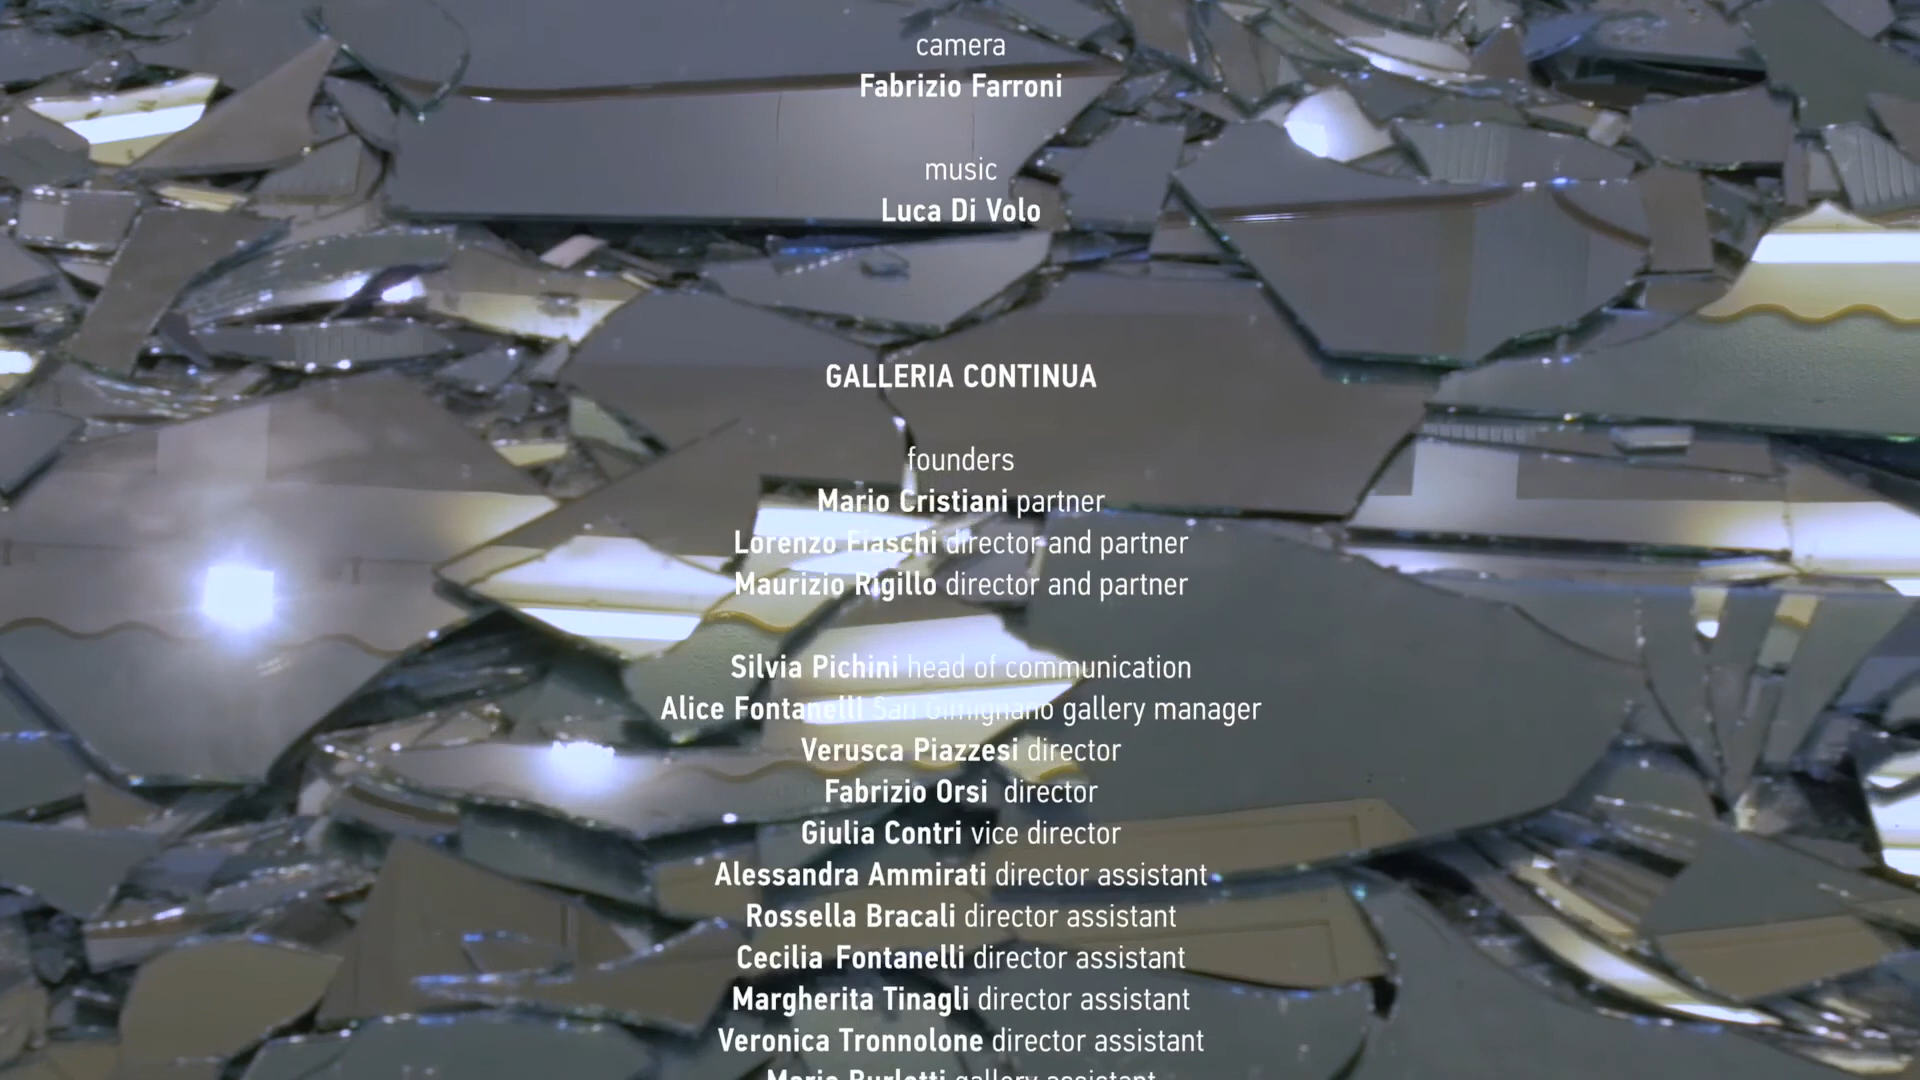 camera
Fabrizio Farroni
music
Luca Di Volo
GALLERIA CONTINUA
founders
Mario Cristiani partner
Lorenzo Fiaschi director and partner
Maurizio Rigillo director and partner
Silvia Pichini head of communication
Alice Fontanelli San Gimignano gallery manager
Verusca Piazzesi director
Fabrizio Orsi director
Giulia Contri vice director
Alessandra Ammirati director assistant
Rossella Bracali director assistant
Cecilia Fontanelli director assistant
Margherita Tinagli director assistant
Veronica Tronnolone director assistant
gallery assistant